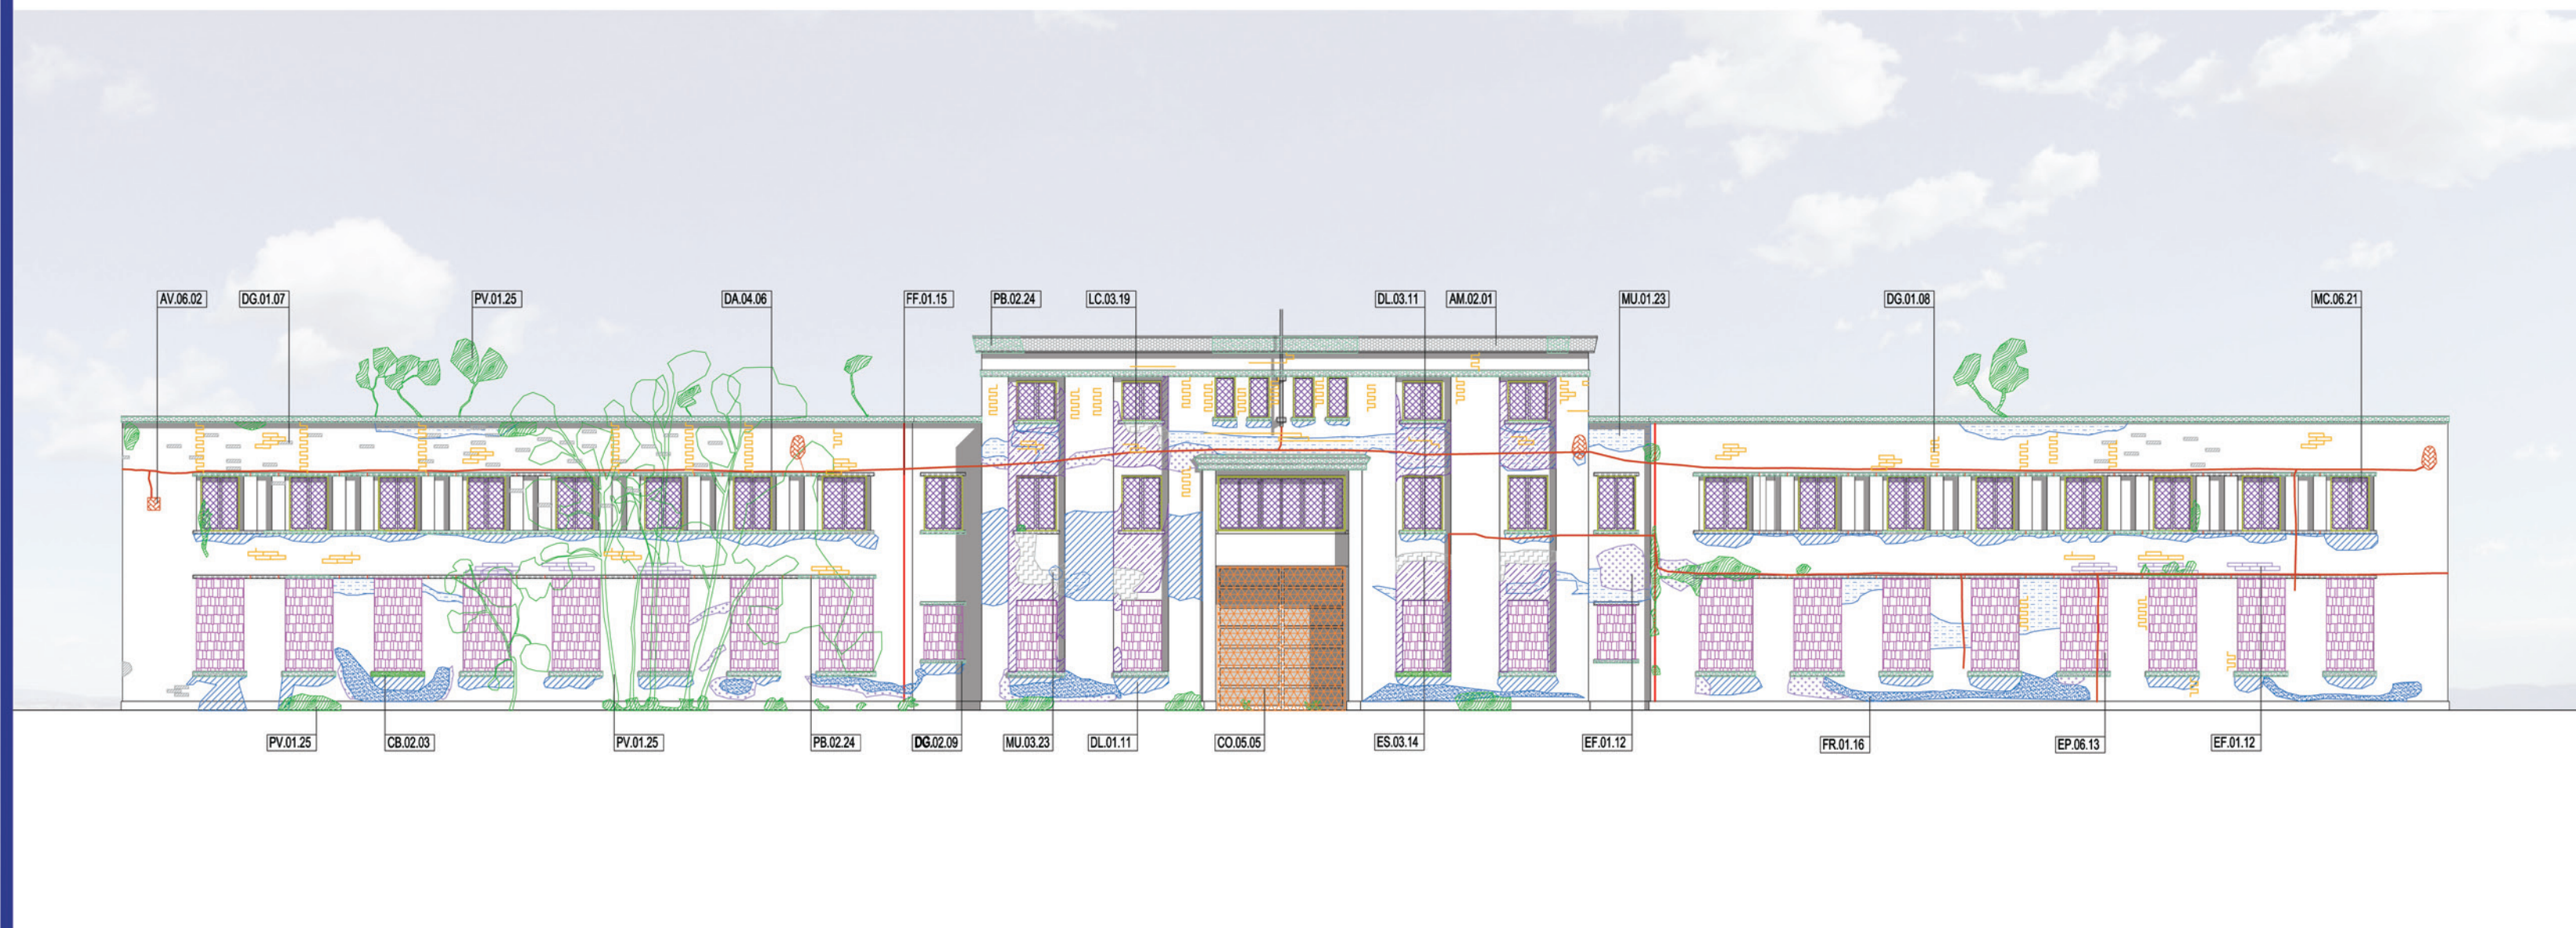 AV.06.02
DG.01.07
PV.01.25
DA.04.06
FF.01.15
PB.02.24
LC.03.19
DL.03.11
AM.02.01
MU.01.23
DG.01.08
MC.06.21
PV.01.25
CB.02.03
PV.01.25
PB.02.24
DG.02.09
MU.03.23
DL.01.11
CO.05.05
ES.03.14
EF.01.12
FR.01.16
EP.06.13
EF.01.12